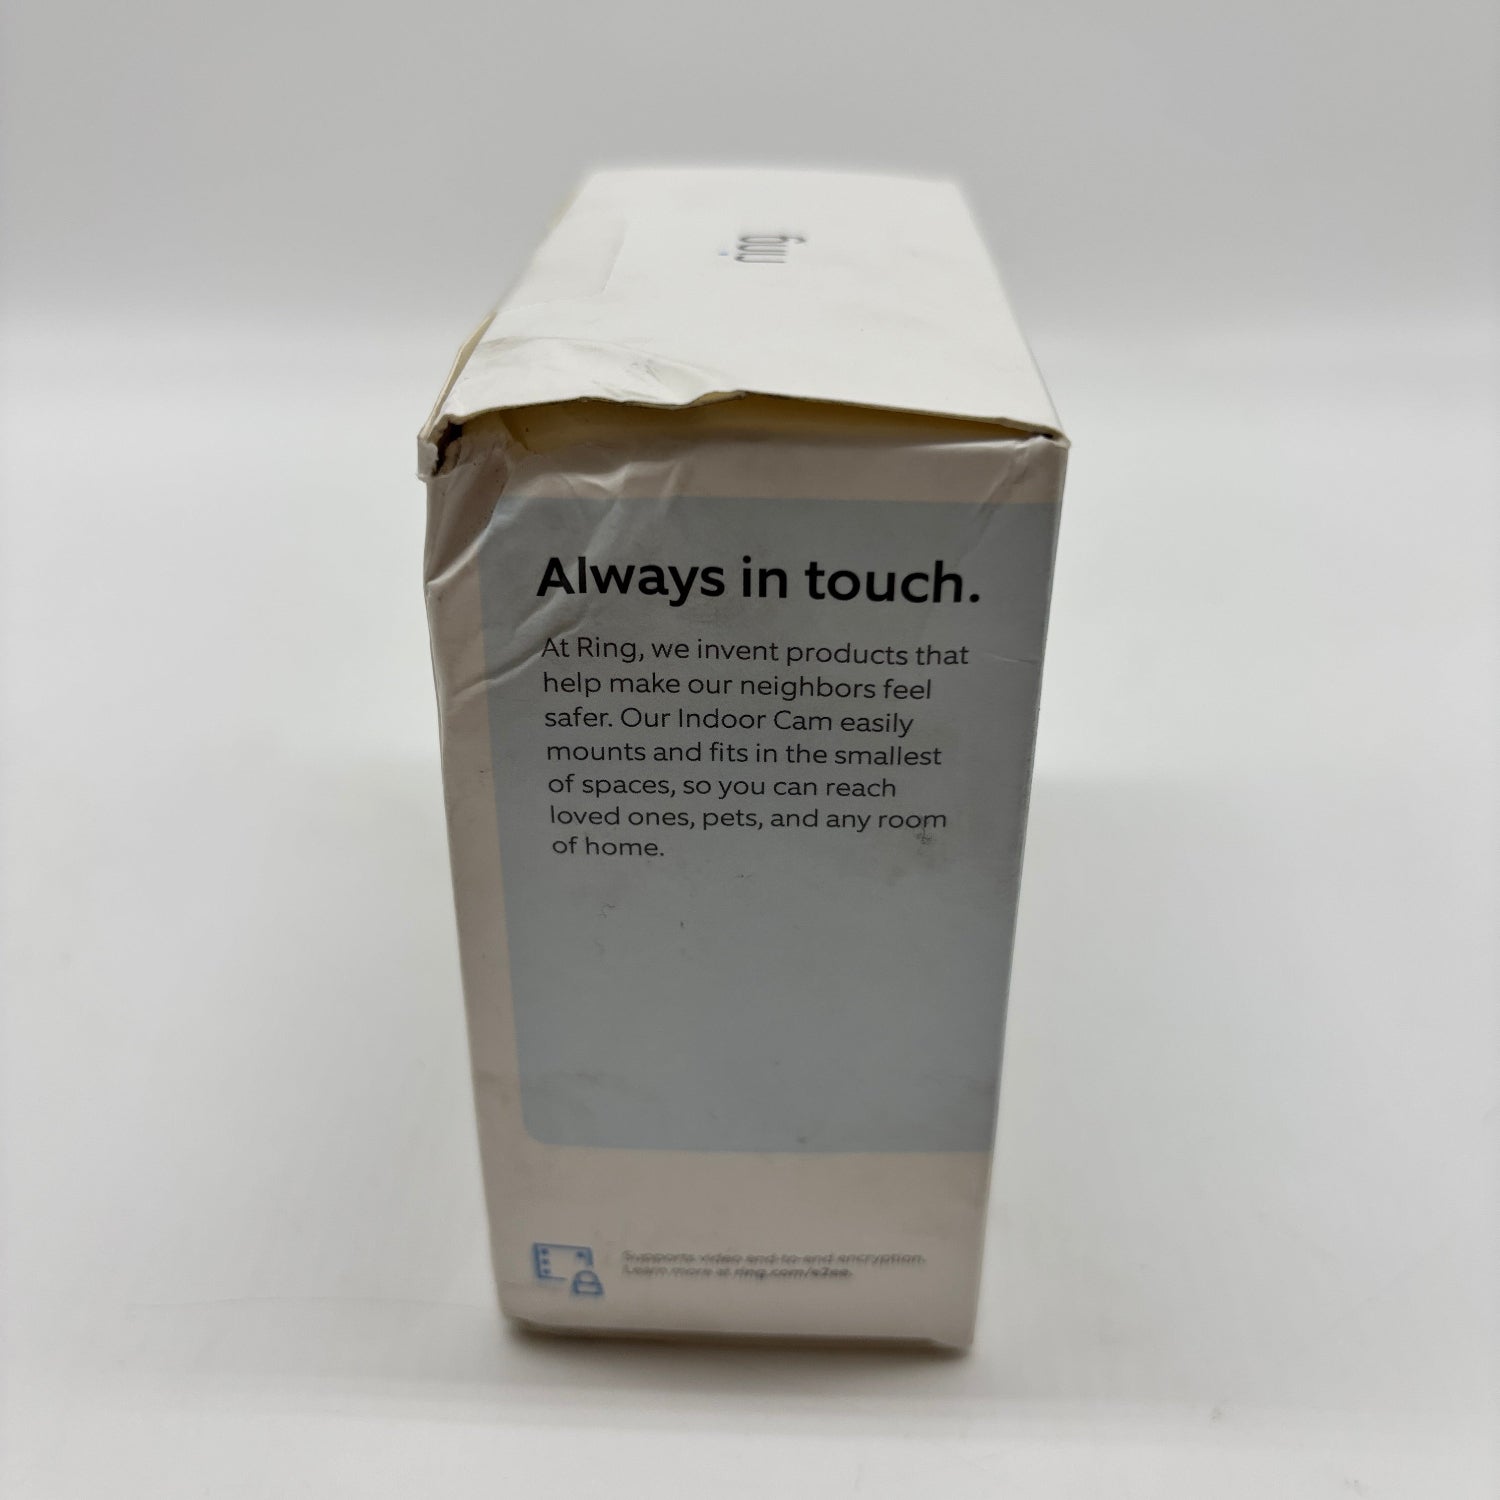 ring
Always in touch.
At Ring, we invent products that
help make our neighbors feel
safer. Our Indoor Cam easily
mounts and fits in the smallest
of spaces, so you can reach
loved ones, pets, and any room
of home.
Supports video end-to-end encryption.
Learn more at ring.com/e2ee.